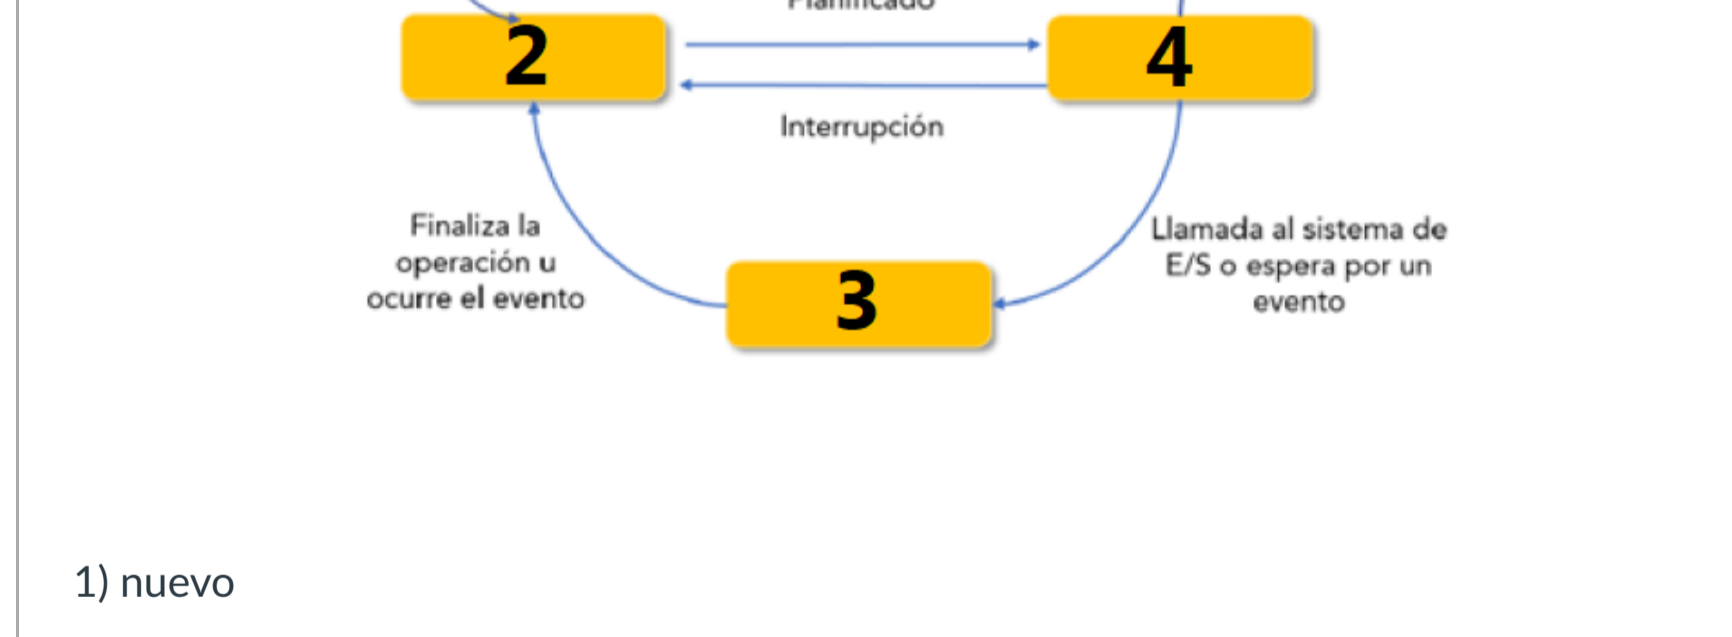 Planificado
2
4
Interrupción
Finaliza la
operación u
ocurre el evento
Llamada al sistema de
E/S o espera por un
evento
3
1) nuevo